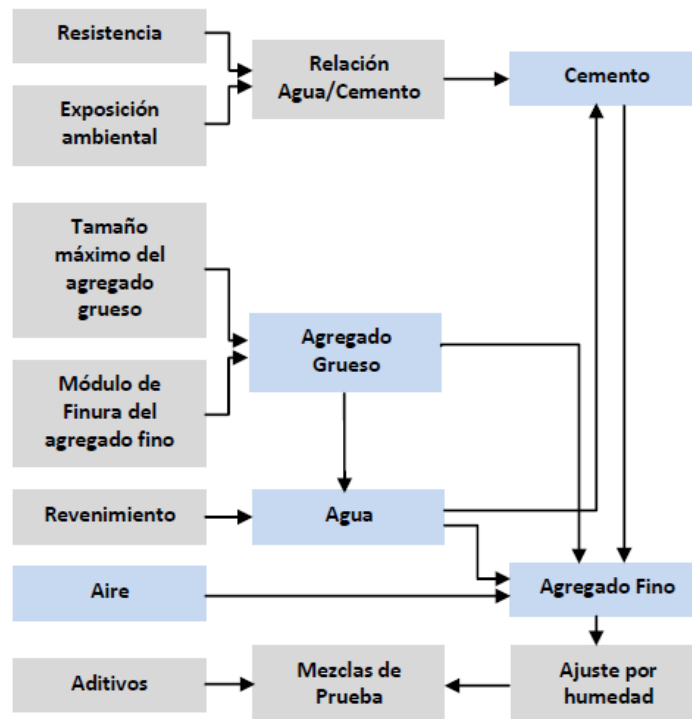 Resistencia
Relación
Agua/Cemento
Cemento
Exposición
ambiental
Tamaño
máximo del
agregado
grueso
Agregado
Grueso
Módulo de
Finura del
agregado fino
Revenimiento
Agua
Aire
Agregado Fino
Aditivos
Mezclas de
Prueba
Ajuste por
humedad